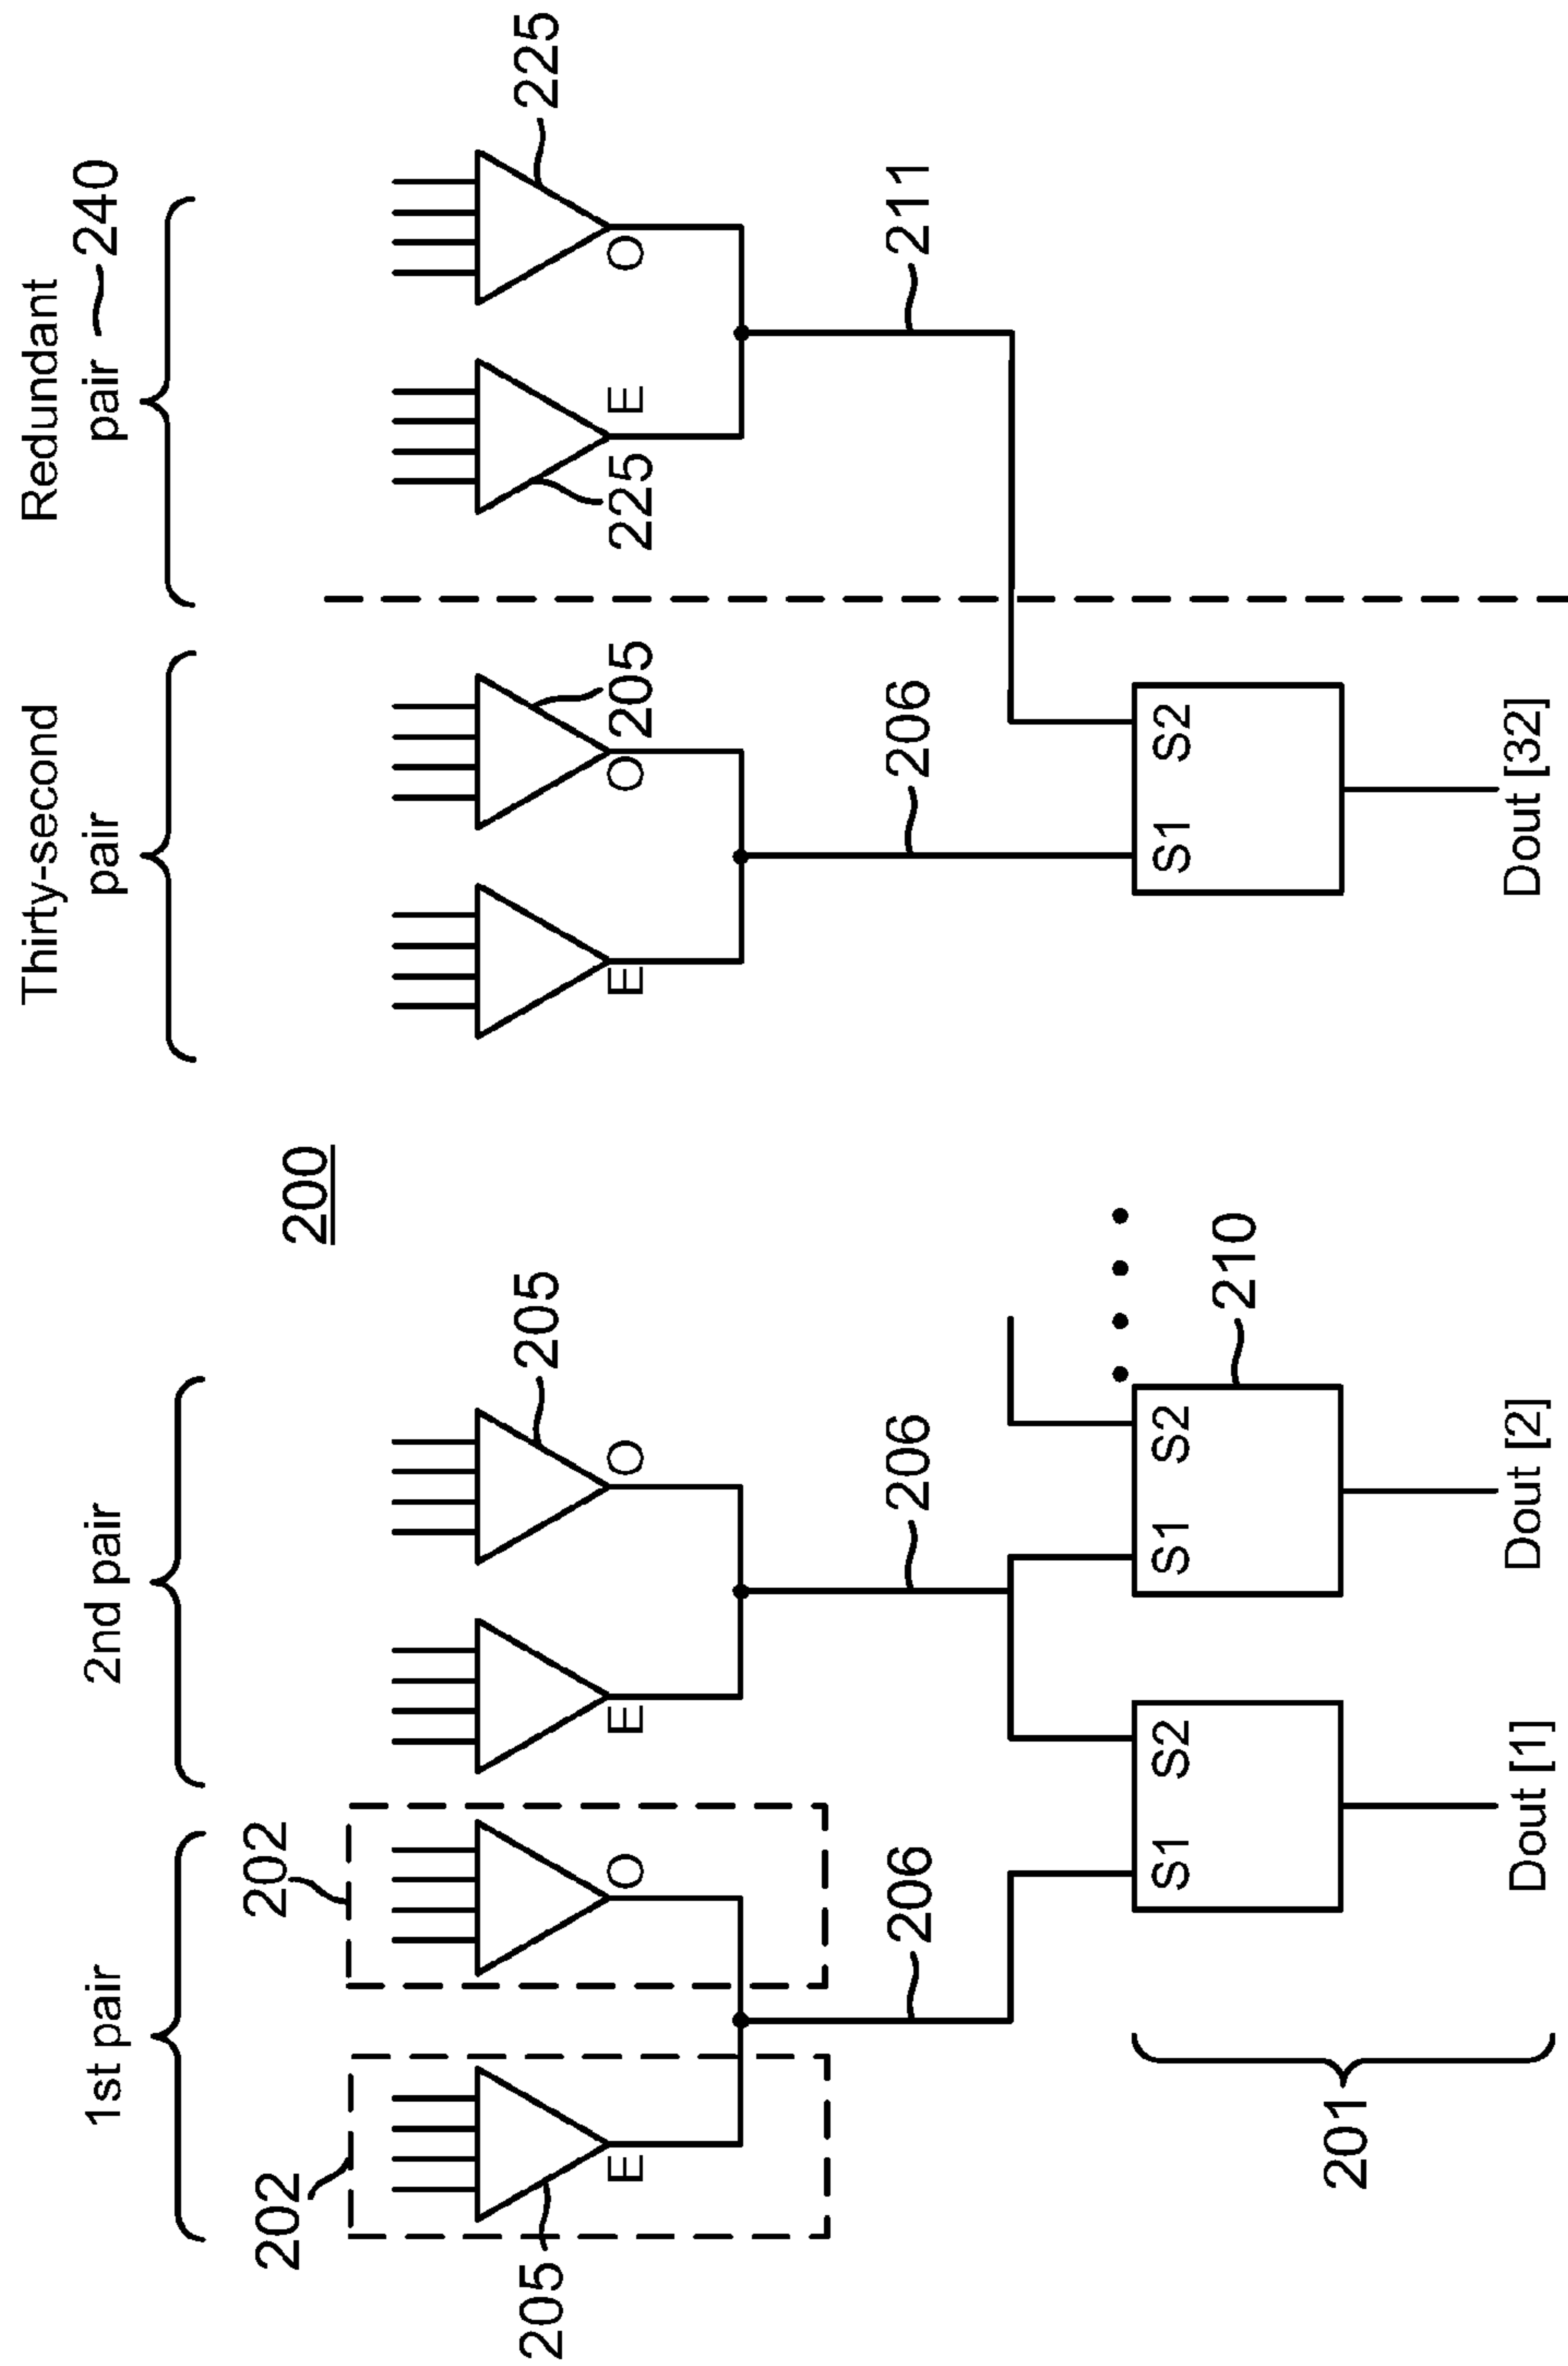 1st pair
2nd pair
Thirty-second
pair
Redundant
pair
240
200
202
202
205
E
O
E
205
O
E
O
205
225
E
O
225
206
206
206
211
S1 S2
S1 S2
210
S1 S2
201
Dout [1]
Dout [2]
Dout [32]